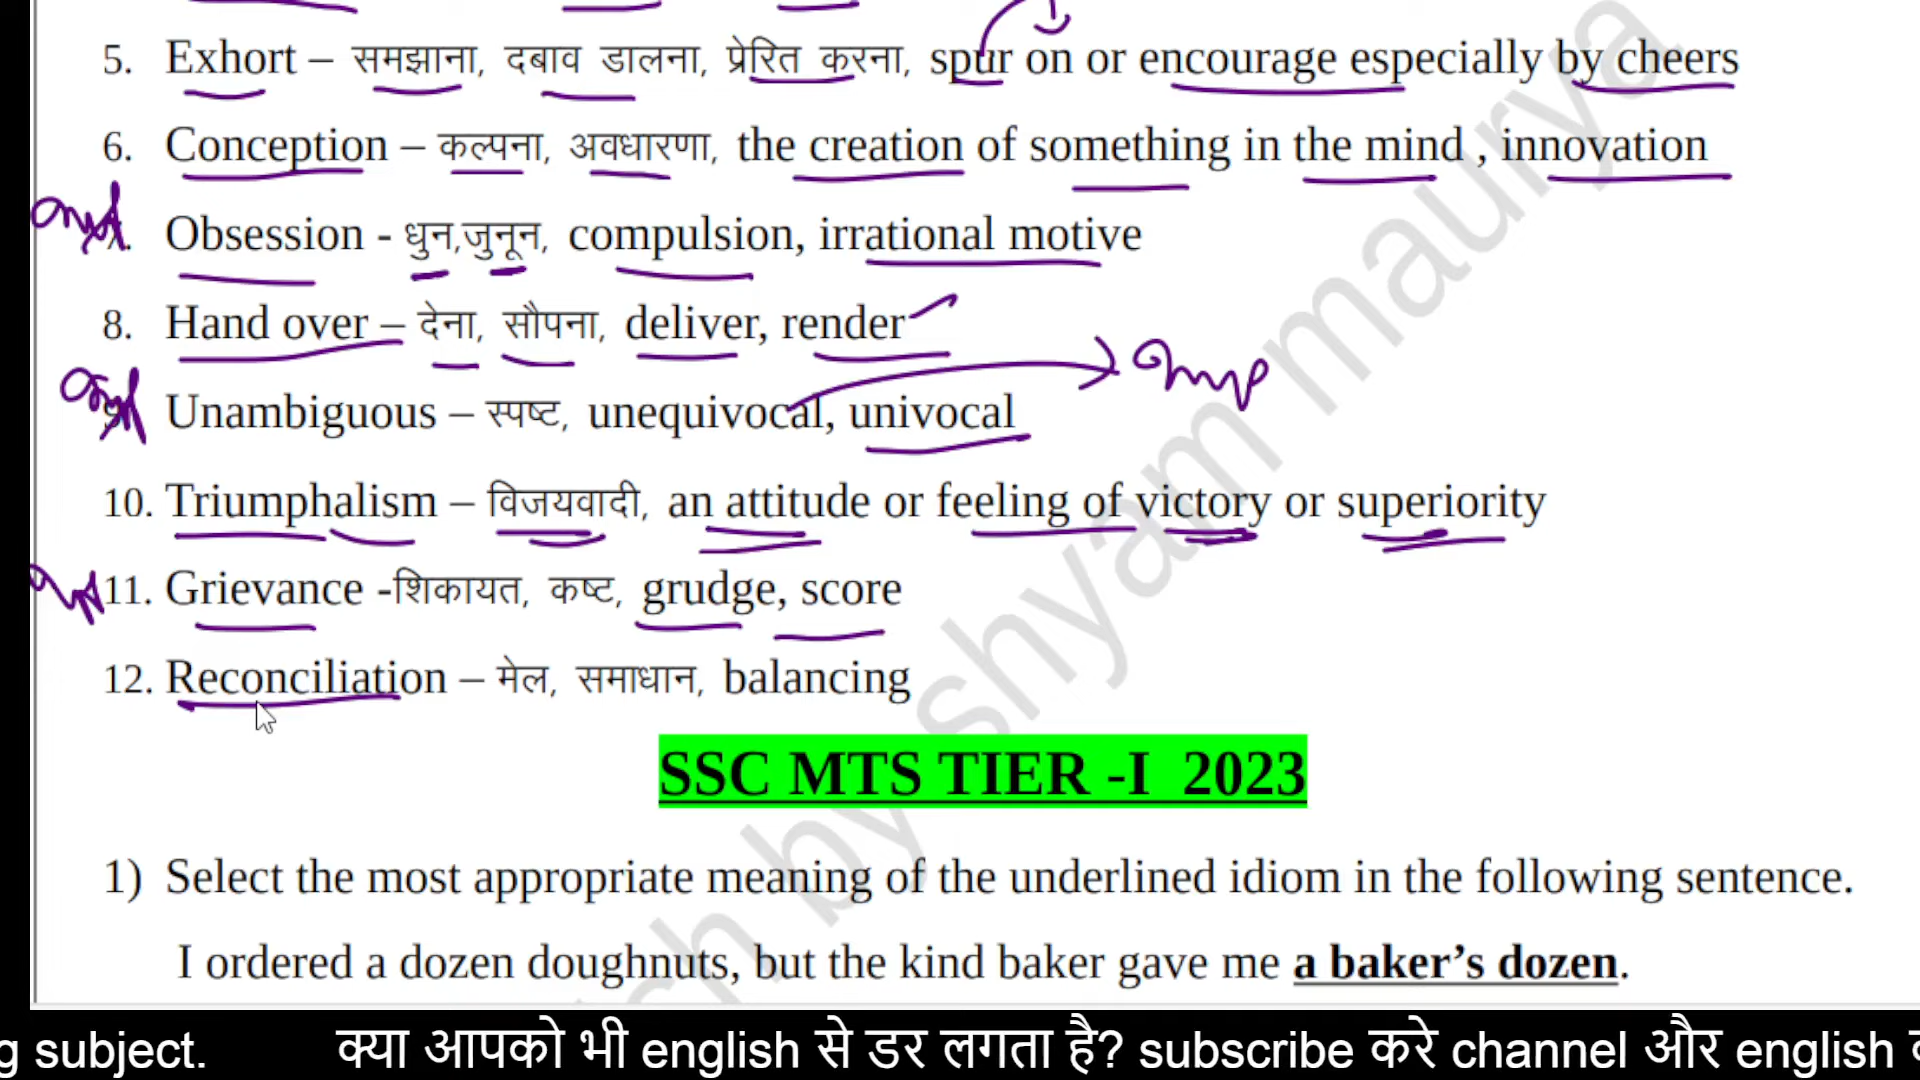 5. Exhort – समझाना, दबाव डालना, प्रेरित करना, spur on or encourage especially by cheers
6. Conception – कल्पना, अवधारणा, the creation of something in the mind , innovation
Obsession - धुन,जुनून, compulsion, irrational motive
8. Hand over – देना, सौपना, deliver, render
Imp
9. Unambiguous – स्पष्ट, unequivocal, univocal
10. Triumphalism – विजयवादी, an attitude or feeling of victory or superiority
11. Grievance -शिकायत, कष्ट, grudge, score
12. Reconciliation – मेल, समाधान, balancing
SSC MTS TIER -I 2023
1) Select the most appropriate meaning of the underlined idiom in the following sentence.
I ordered a dozen doughnuts, but the kind baker gave me a baker’s dozen.
by shyam maurya
g subject. क्या आपको भी english से डर लगता है? subscribe करे channel और english